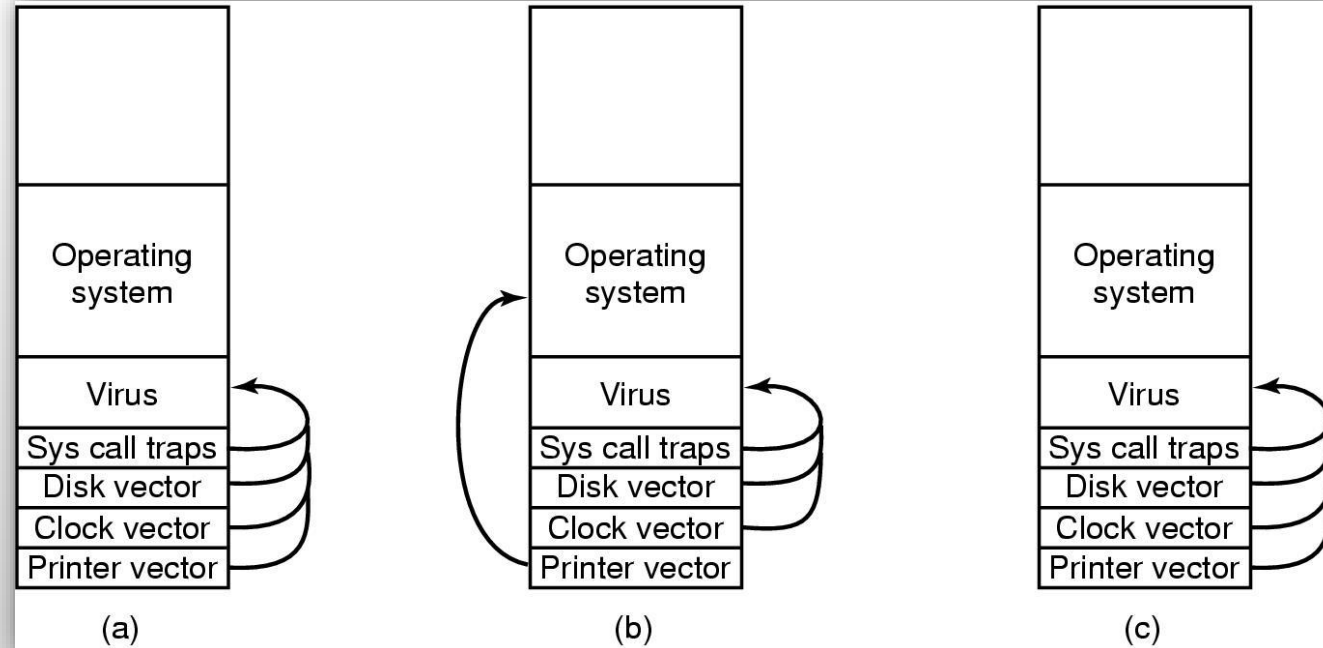 Operating
system
Virus
Sys call traps
Disk vector
Clock vector
Printer vector
(a)
Operating
system
Virus
Sys call traps
Disk vector
Clock vector
Printer vector
(b)
Operating
system
Virus
Sys call traps
Disk vector
Clock vector
Printer vector
(c)